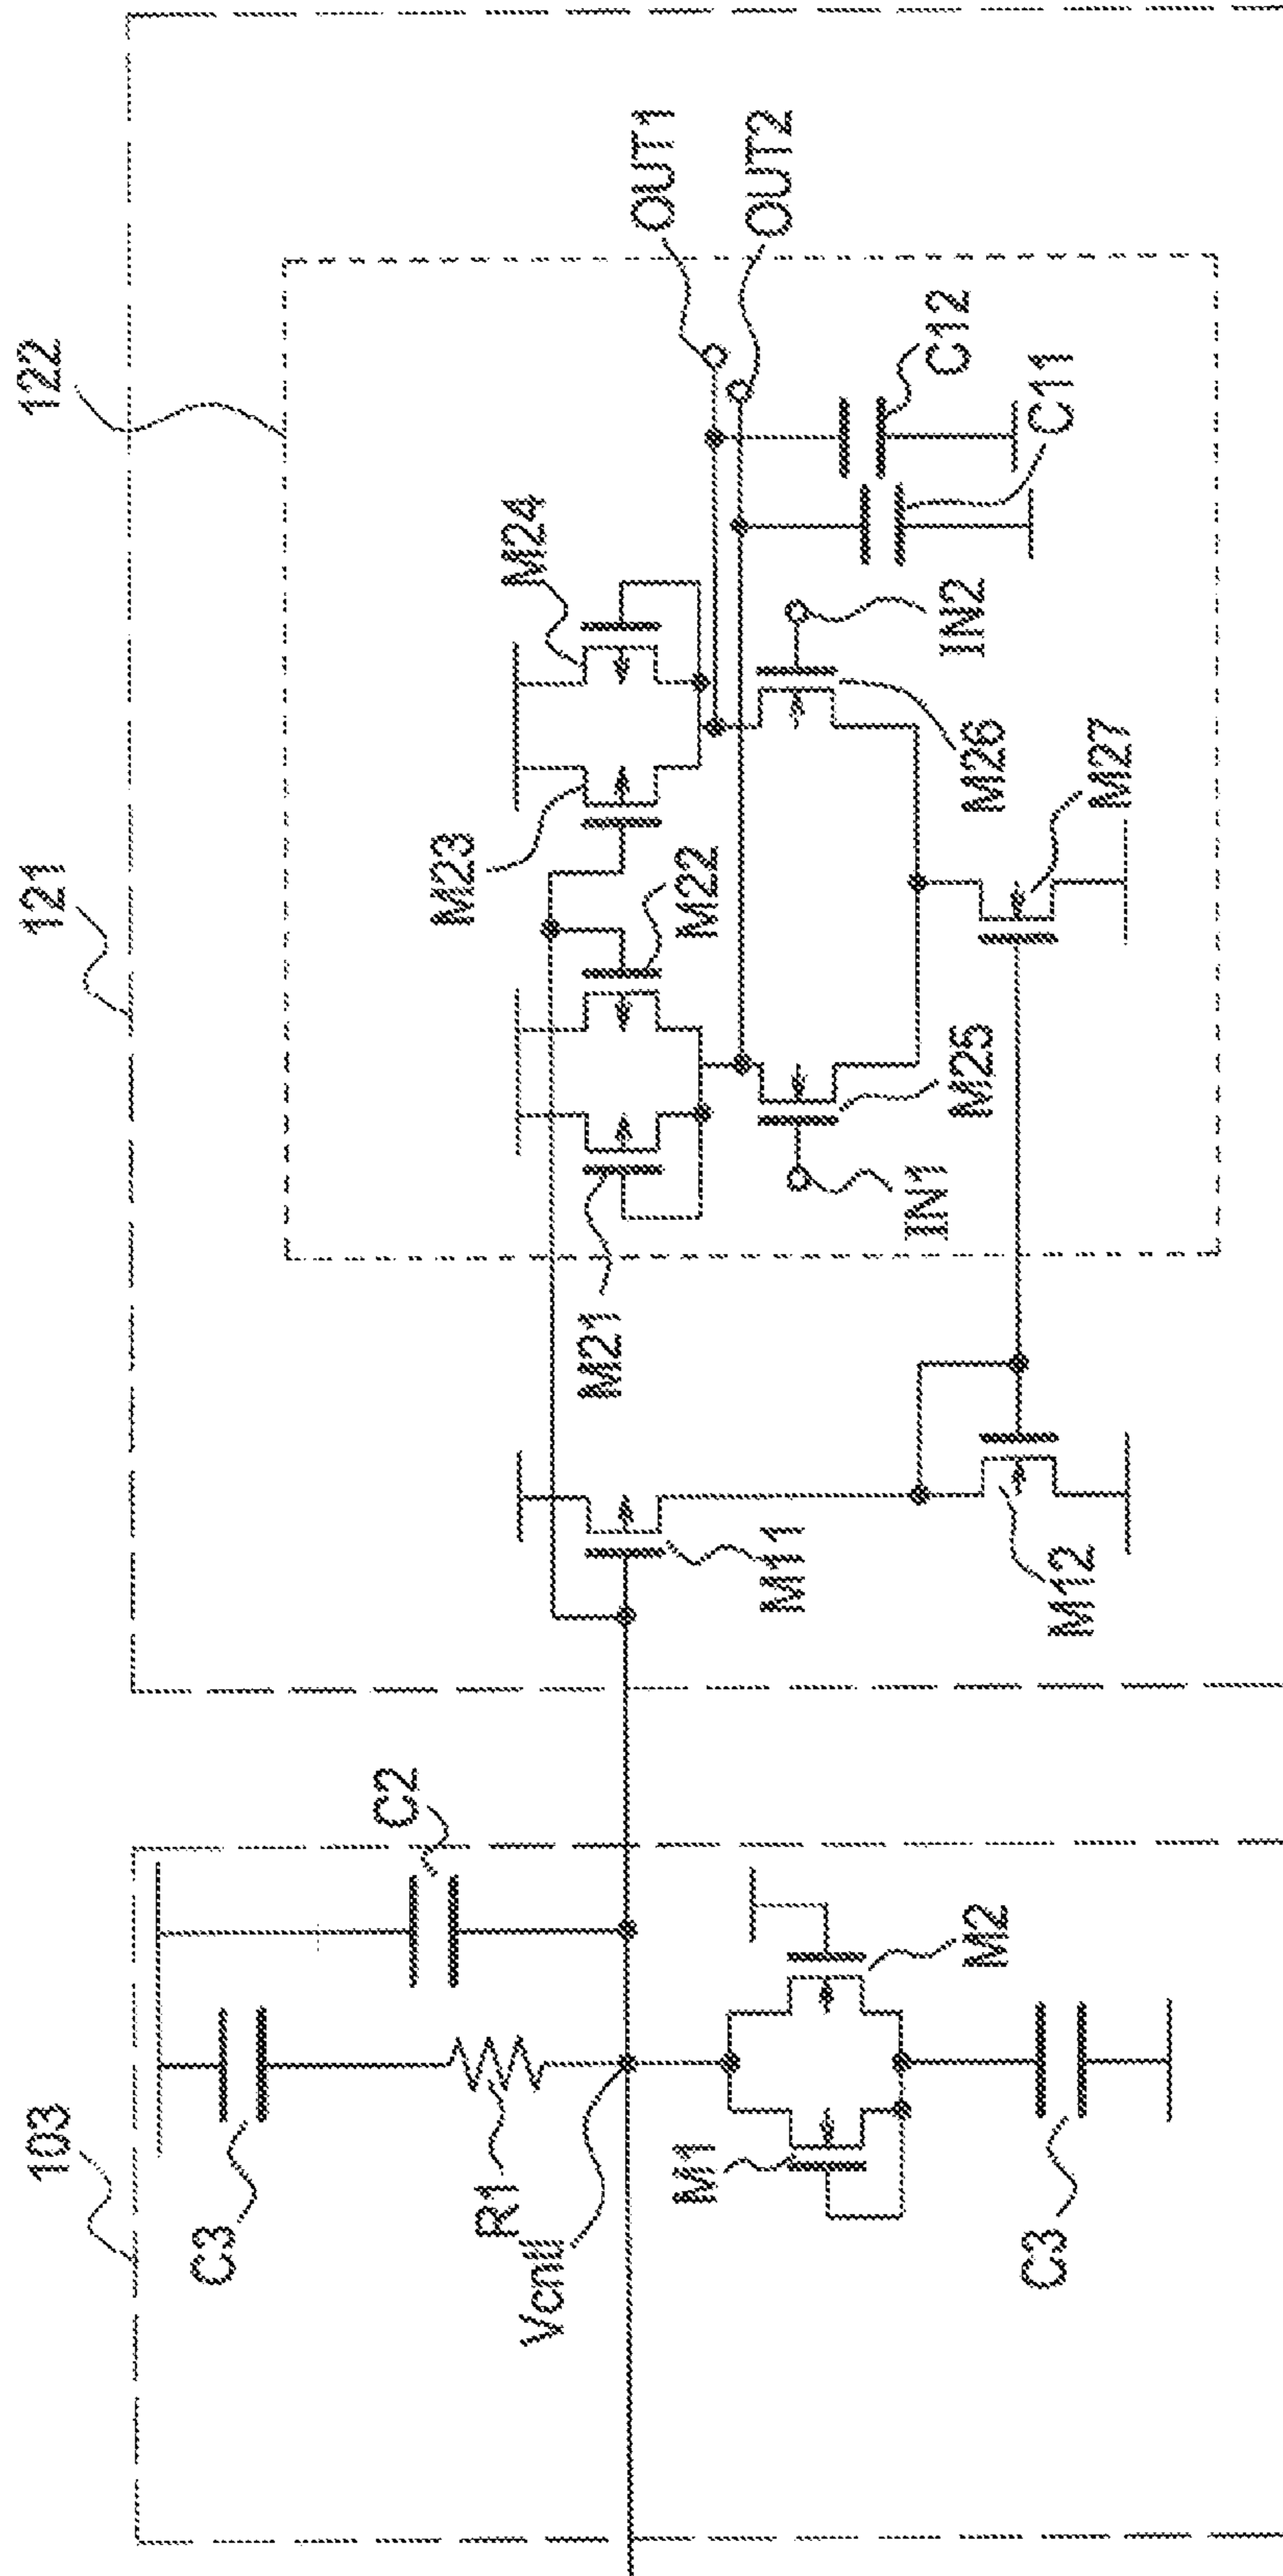 103
C3
R1
Vcntl
C2
M1
M2
C3
121
M11
M12
122
M21
M22
M23
M24
IN1
M25
M26
IN2
M27
OUT1
OUT2
C12
C11